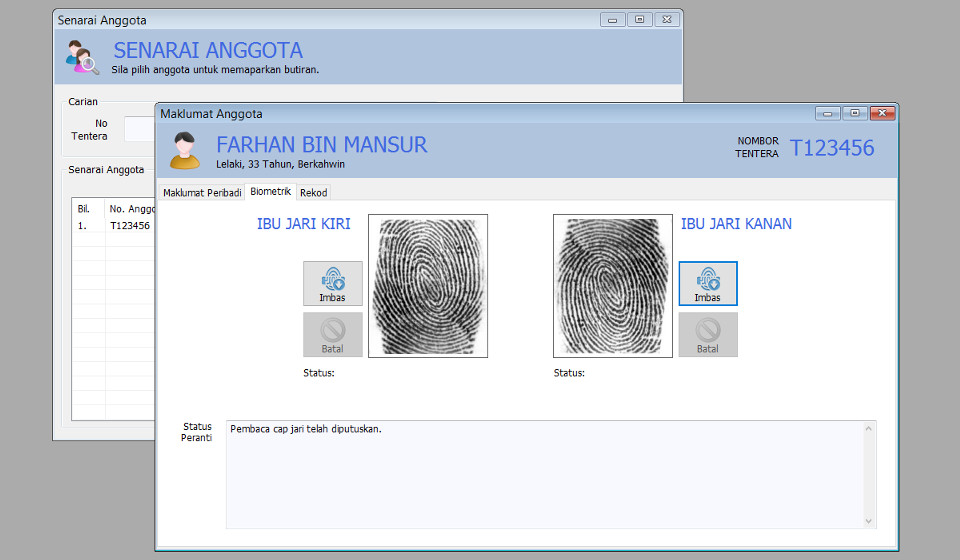 Senarai Anggota
SENARAI ANGGOTA
Sila pilih anggota untuk memaparkan butiran.
Carian
No
Tentera
Senarai Anggota
Bil. No. Anggo
1. T123456
Maklumat Anggota
FARHAN BIN MANSUR
Lelaki, 33 Tahun, Berkahwin
NOMBOR
TENTERA
T123456
Maklumat Peribadi Biometrik Rekod
IBU JARI KIRI
Imbas
Batal
Status:
IBU JARI KANAN
Imbas
Batal
Status:
Status
Peranti
Pembaca cap jari telah diputuskan.